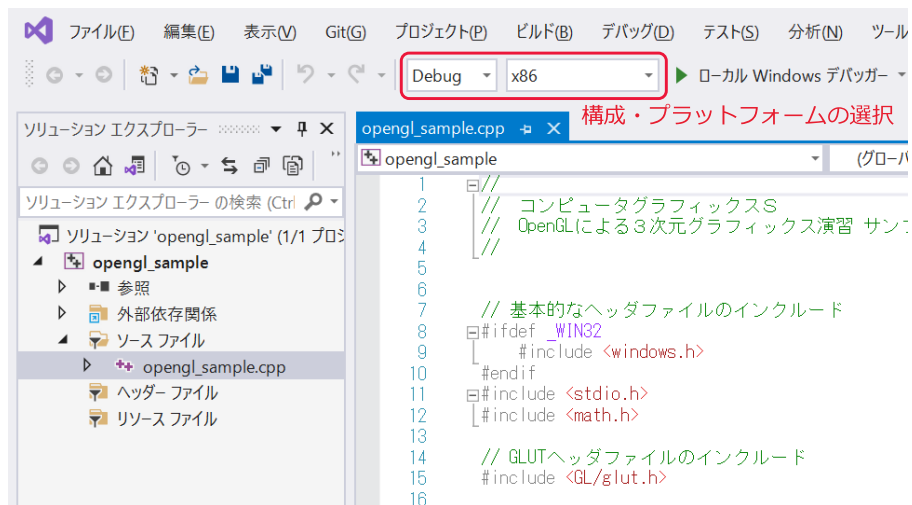 ファイル(F) 編集(E) 表示(V) Git(G) プロジェクト(P) ビルド(B) デバッグ(D) テスト(S) 分析(N) ツール
Debug x86 ローカル Windows デバッガー
構成・プラットフォームの選択
ソリューション エクスプローラー
ソリューション エクスプローラー の検索 (Ctrl
ソリューション 'opengl_sample' (1/1 プロジ
opengl_sample
参照
外部依存関係
ソース ファイル
opengl_sample.cpp
ヘッダー ファイル
リソース ファイル
opengl_sample.cpp
opengl_sample (グローバ
1 //
2 // コンピュータグラフィックスS
3 // OpenGLによる3次元グラフィックス演習 サンプ
4 //
5
6
7 // 基本的なヘッダファイルのインクルード
8 #ifdef _WIN32
9 #include <windows.h>
10 #endif
11 #include <stdio.h>
12 #include <math.h>
13
14 // GLUTヘッダファイルのインクルード
15 #include <GL/glut.h>
16